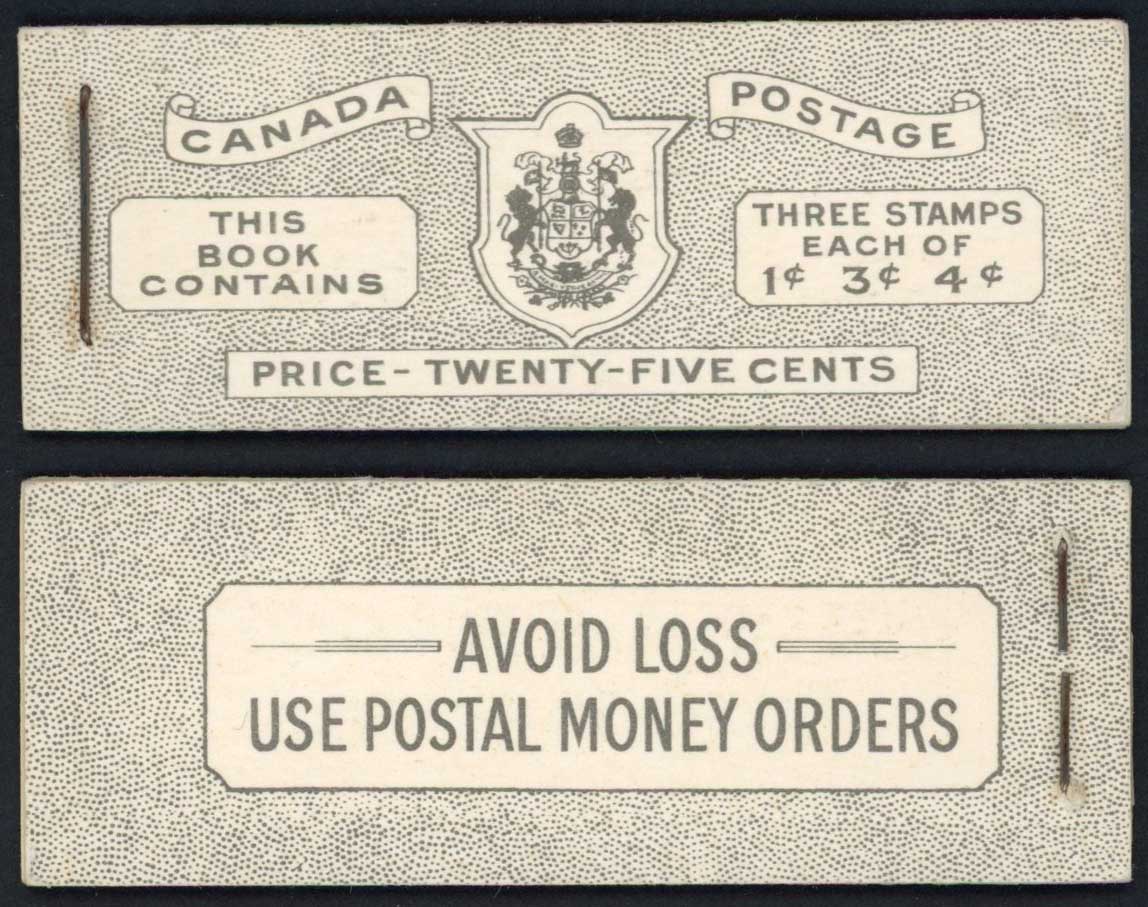 CANADA
POSTAGE
THIS
BOOK
CONTAINS
THREE STAMPS
EACH OF
1¢ 3¢ 4¢
PRICE-TWENTY-FIVE CENTS
AVOID LOSS
USE POSTAL MONEY ORDERS